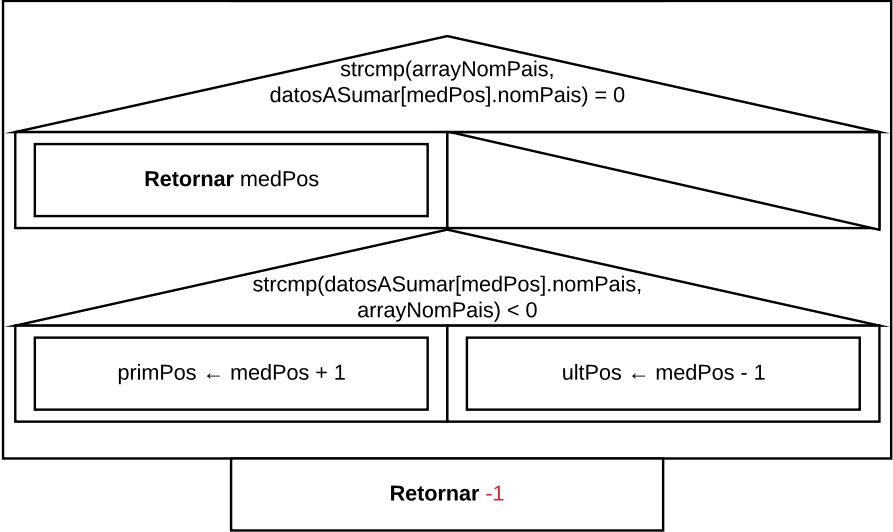 strcmp(arrayNomPais,
datosASumar[medPos].nomPais) = 0
Retornar medPos
strcmp(datosASumar[medPos].nomPais,
arrayNomPais) < 0
primPos ← medPos + 1
ultPos ← medPos - 1
Retornar -1